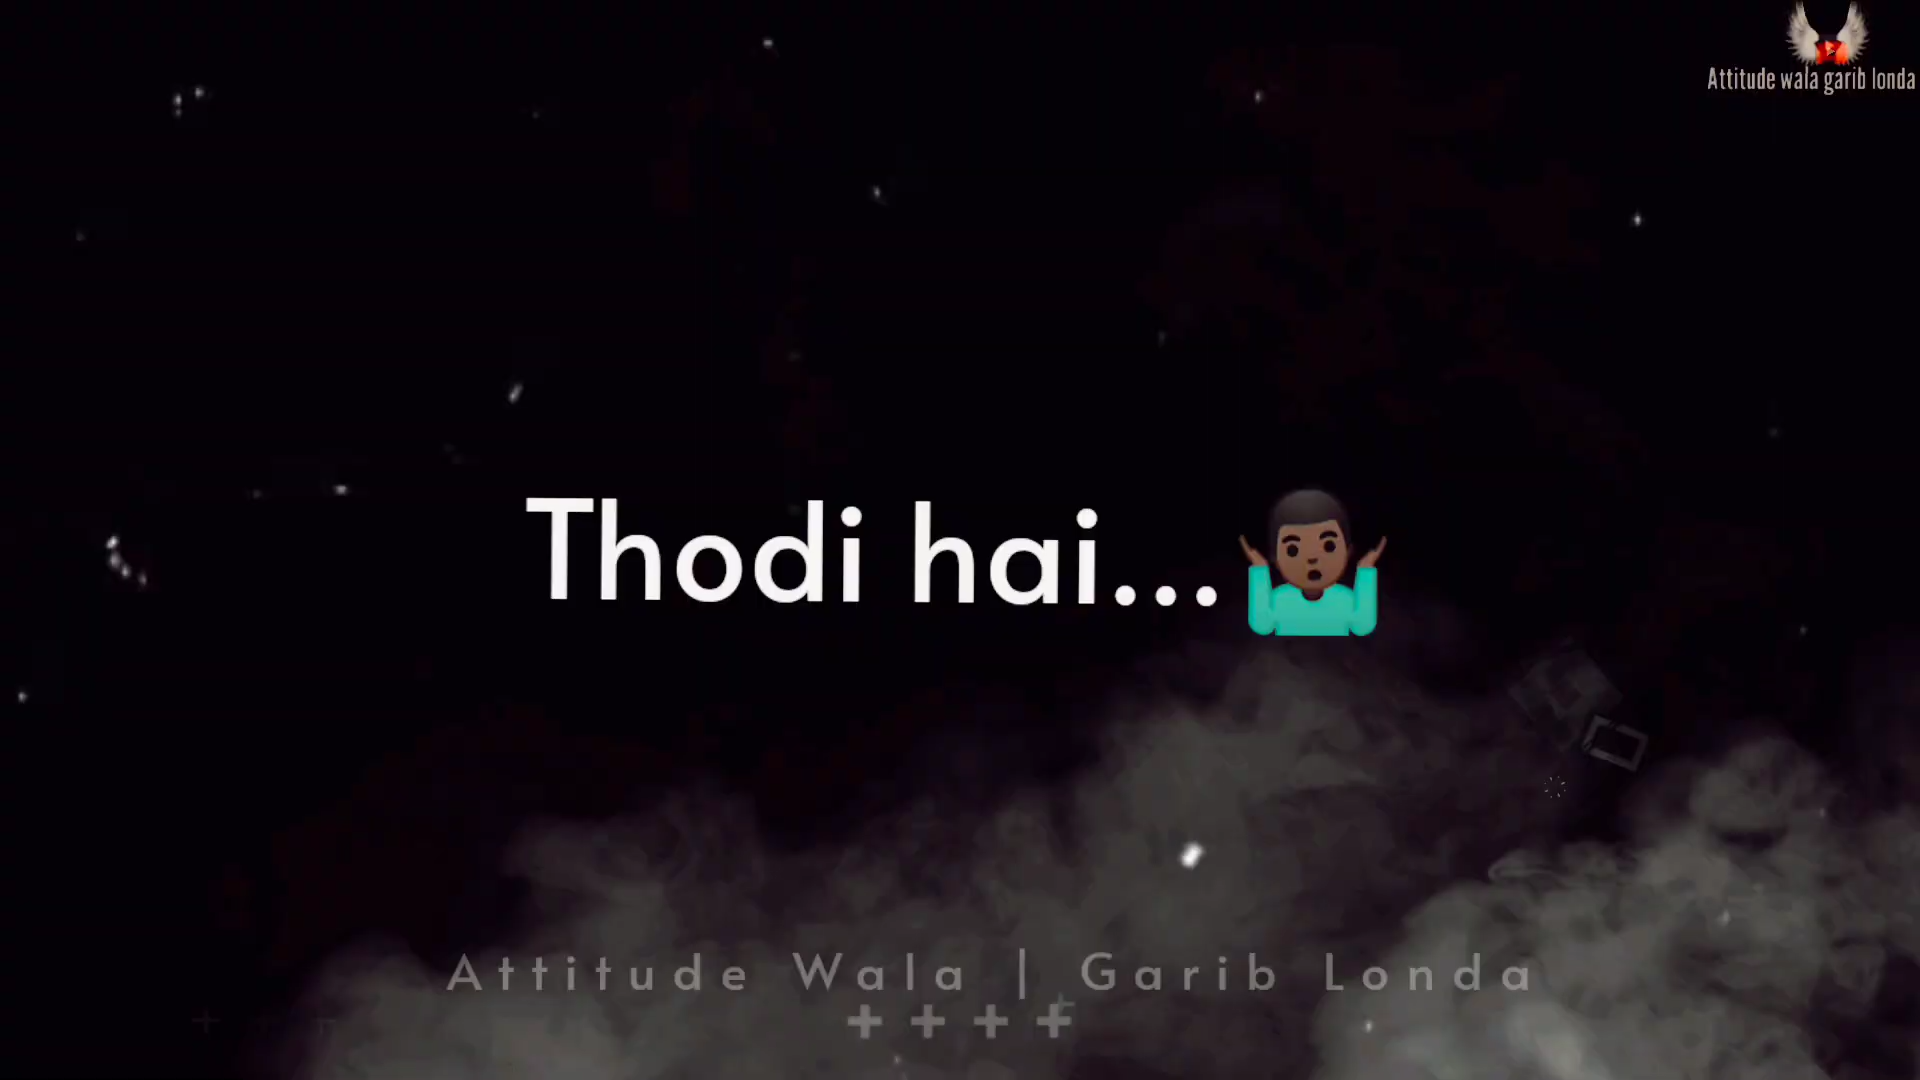 Attitude wala garib londa
Thodi hai...🤷🏾‍♂️
Attitude Wala | Garib Londa